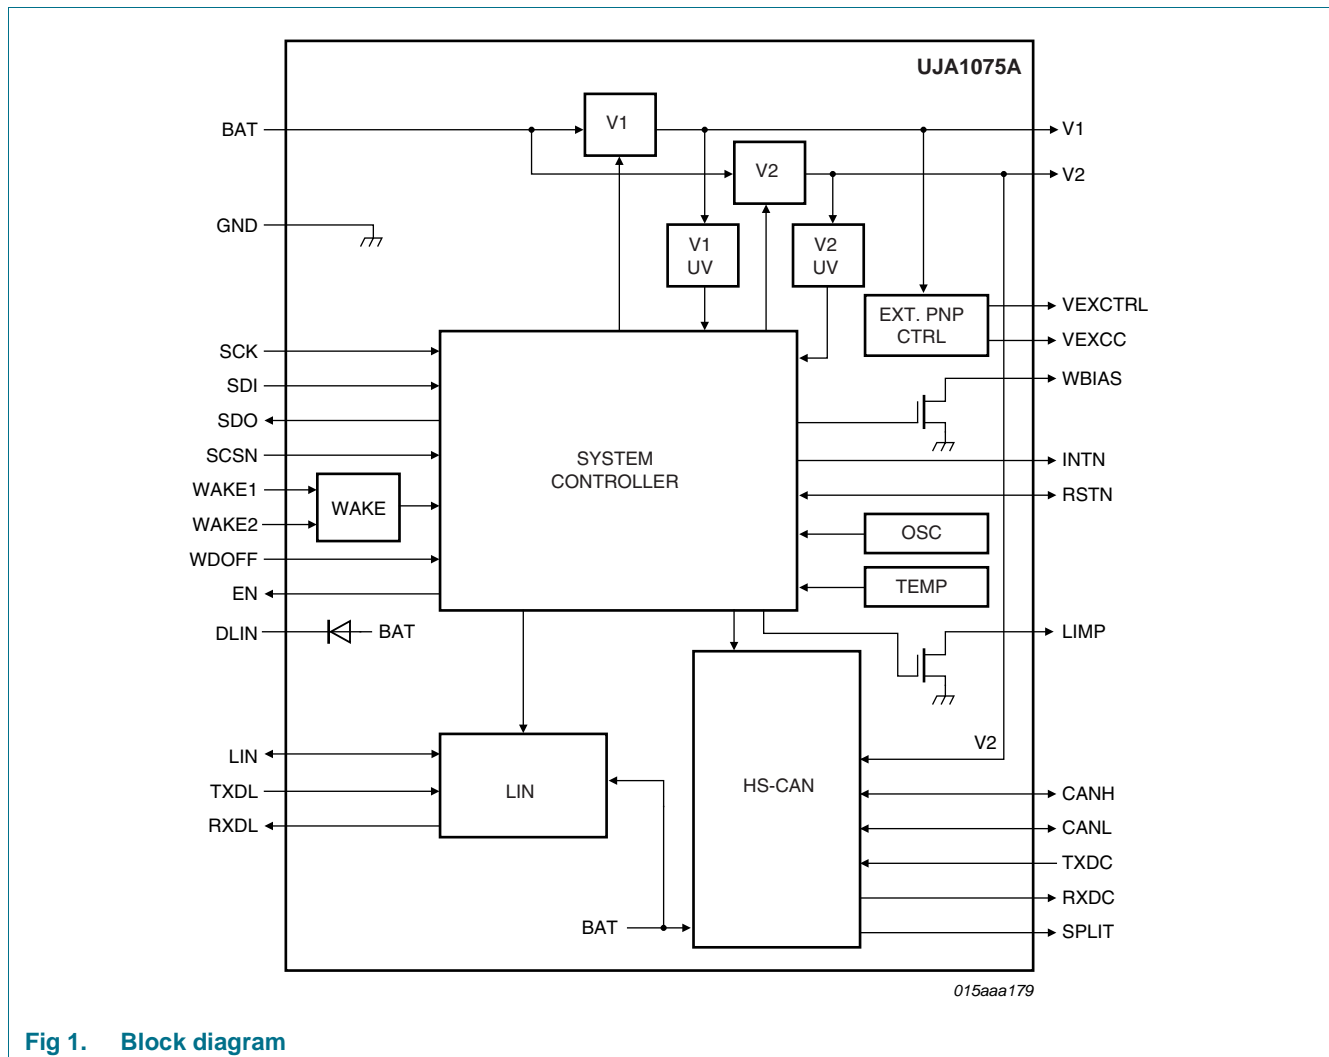 UJA1075A
BAT
V1
V1
V2
V2
GND
V1
UV
V2
UV
EXT. PNP
CTRL
VEXCTRL
VEXCC
SCK
SDI
SDO
SCSN
WAKE1
WAKE2
WAKE
WDOFF
EN
SYSTEM
CONTROLLER
WBIAS
INTN
RSTN
OSC
TEMP
DLIN
BAT
LIMP
LIN
TXDL
RXDL
LIN
BAT
HS-CAN
V2
CANH
CANL
TXDC
RXDC
SPLIT
015aaa179
Fig 1. Block diagram